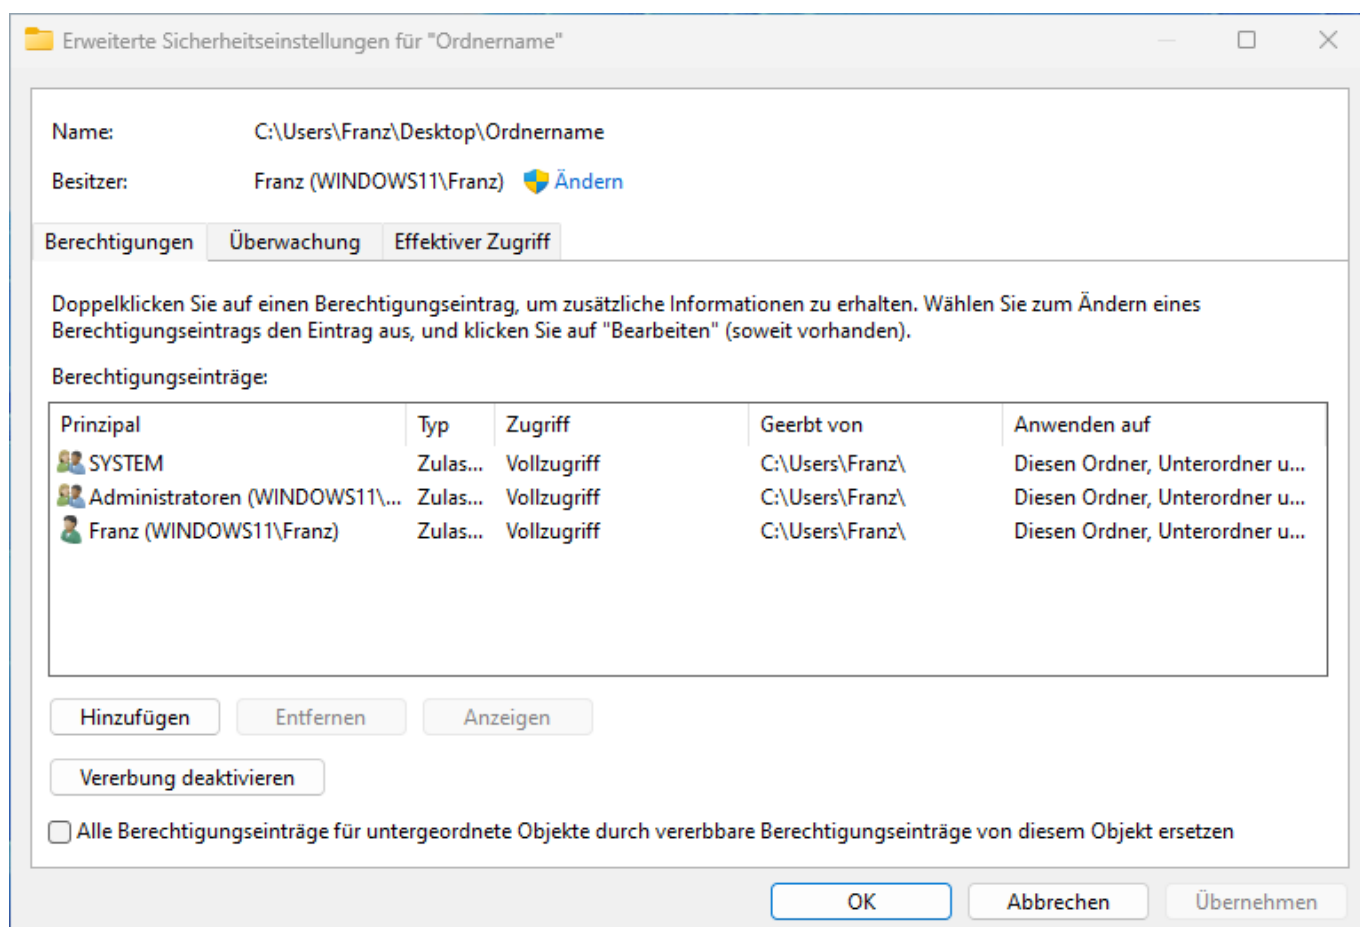 Erweiterte Sicherheitseinstellungen für "Ordnername"
Name: C:\Users\Franz\Desktop\Ordnername
Besitzer: Franz (WINDOWS11\Franz) Ändern
Berechtigungen Überwachung Effektiver Zugriff
Doppelklicken Sie auf einen Berechtigungseintrag, um zusätzliche Informationen zu erhalten. Wählen Sie zum Ändern eines
Berechtigungseintrags den Eintrag aus, und klicken Sie auf "Bearbeiten" (soweit vorhanden).
Berechtigungseinträge:
Prinzipal Typ Zugriff Geerbt von Anwenden auf
SYSTEM Zulas... Vollzugriff C:\Users\Franz\ Diesen Ordner, Unterordner u...
Administratoren (WINDOWS11\... Zulas... Vollzugriff C:\Users\Franz\ Diesen Ordner, Unterordner u...
Franz (WINDOWS11\Franz) Zulas... Vollzugriff C:\Users\Franz\ Diesen Ordner, Unterordner u...
Hinzufügen Entfernen Anzeigen
Vererbung deaktivieren
Alle Berechtigungseinträge für untergeordnete Objekte durch vererbbare Berechtigungseinträge von diesem Objekt ersetzen
OK Abbrechen Übernehmen